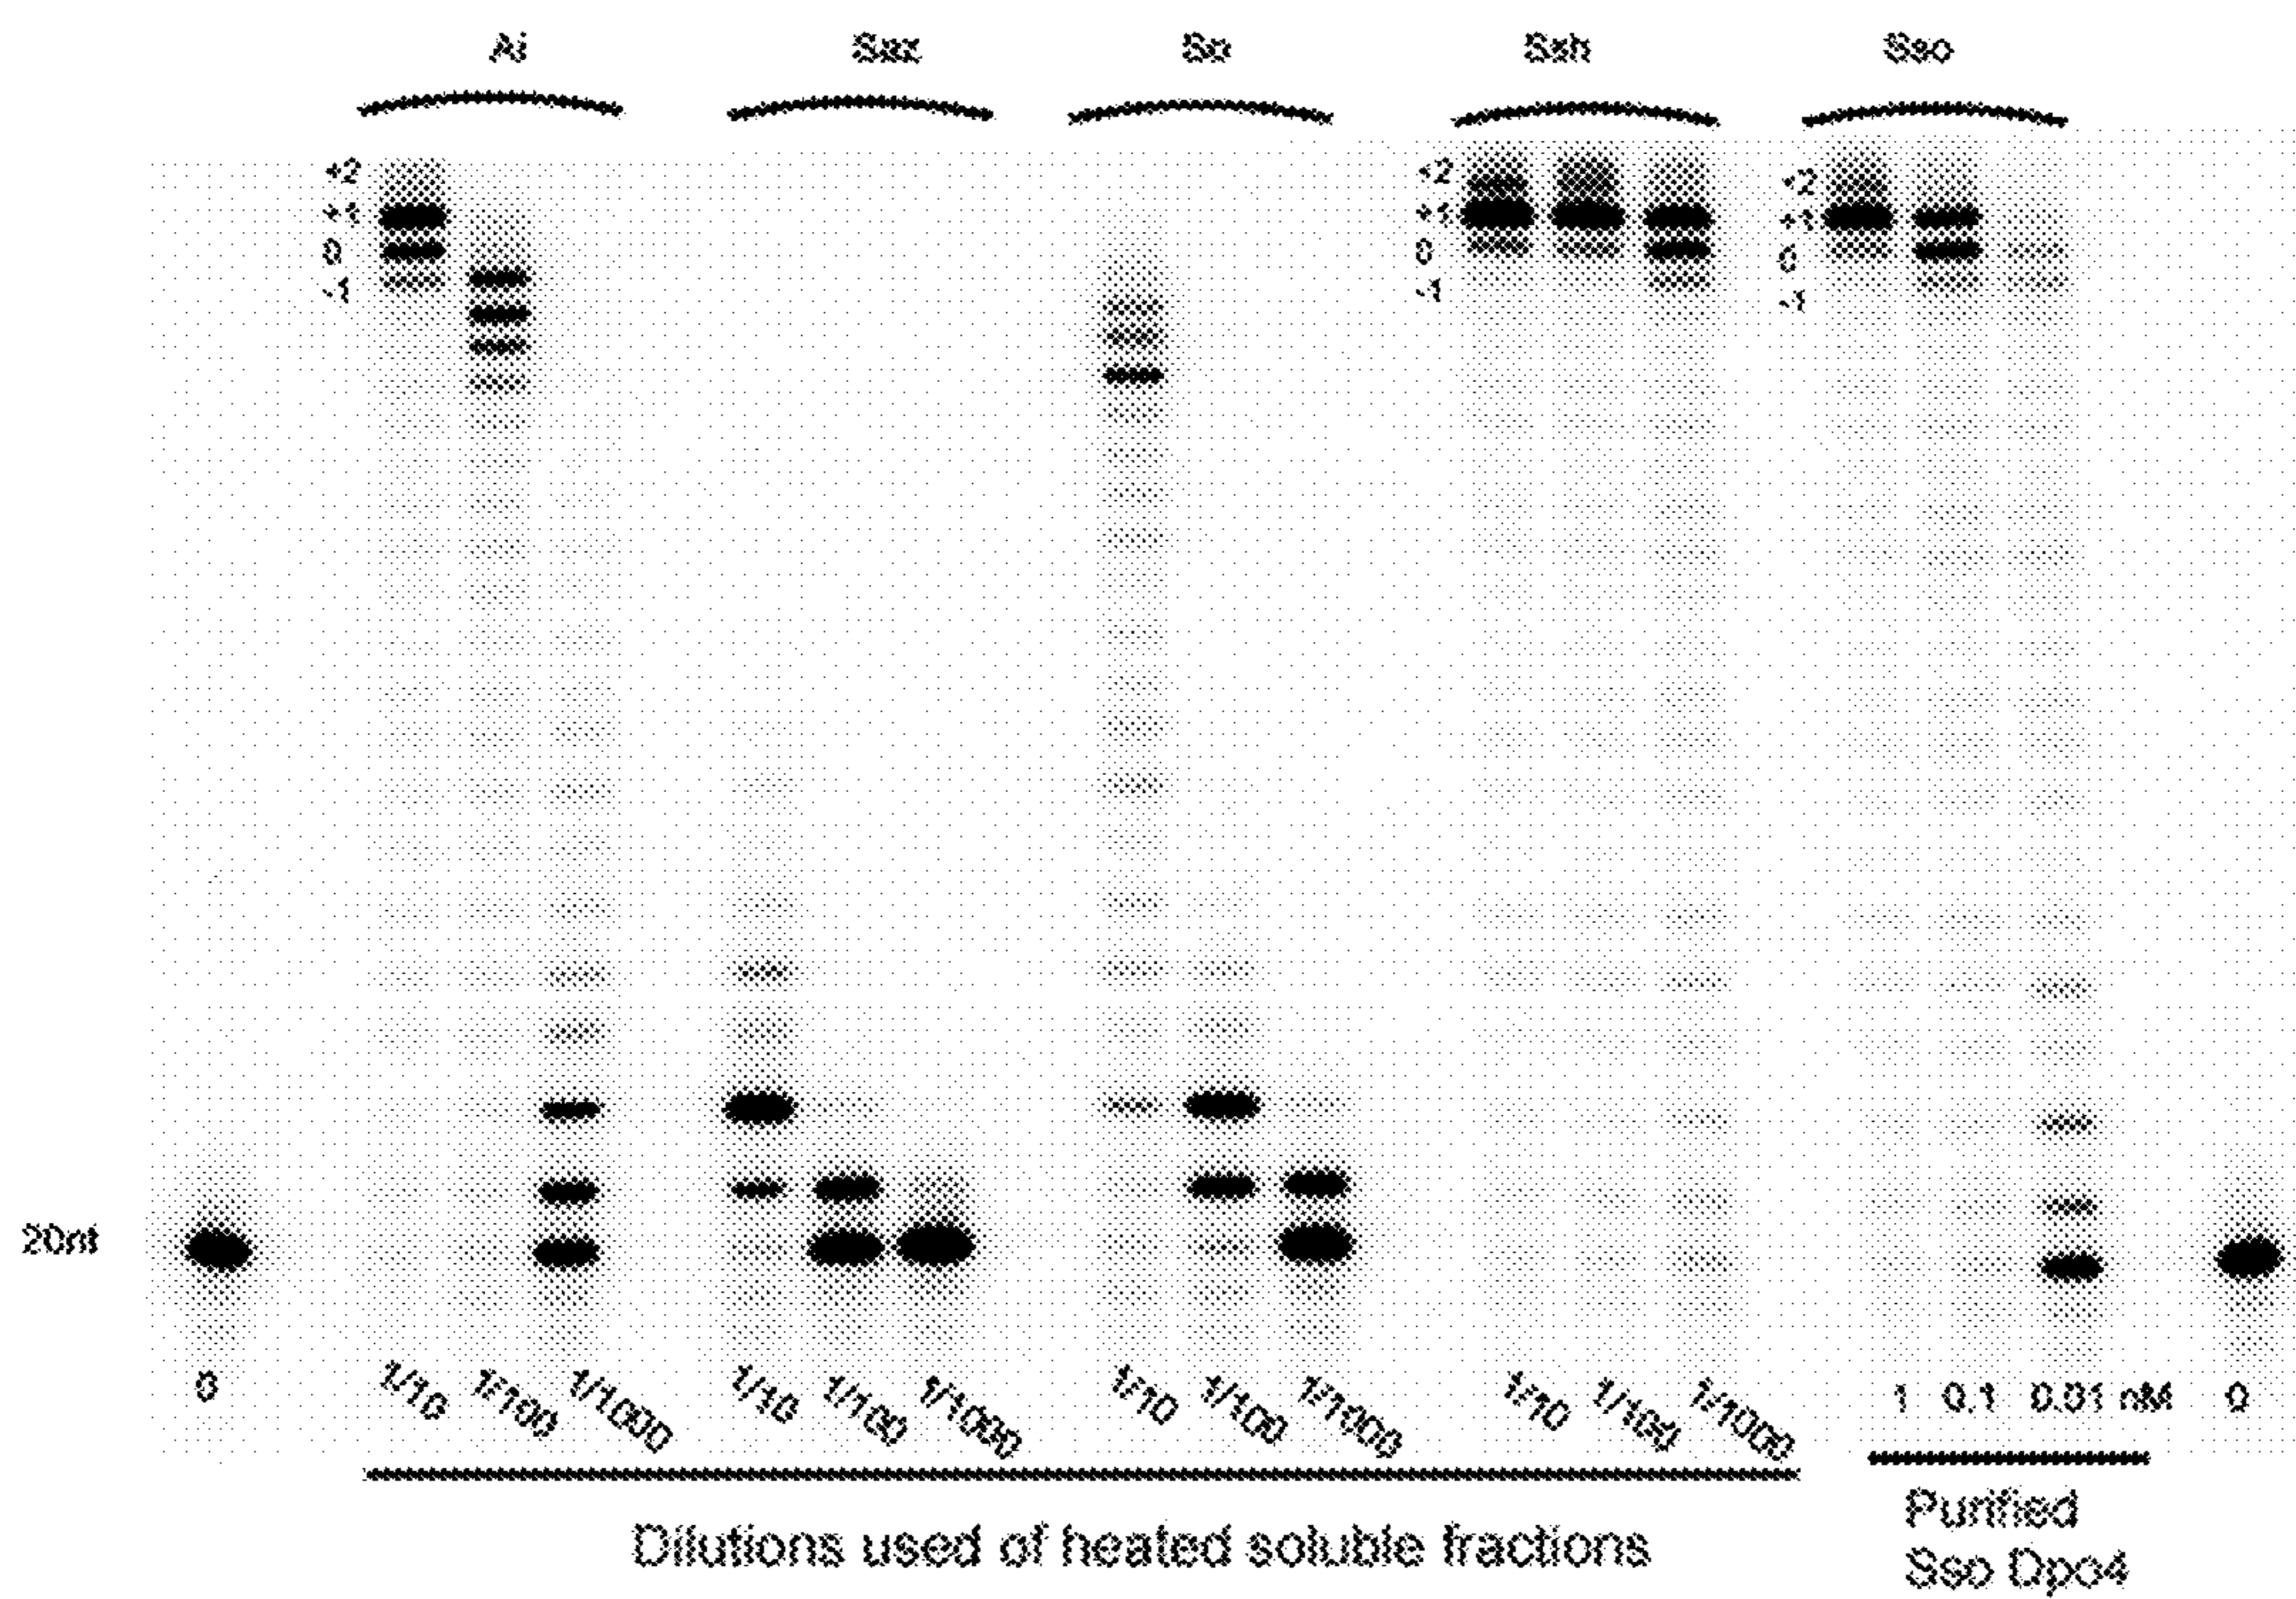 Ai Saz So Ssh Sso
+2 +2 +2
+1 +1 +1
0 0 0
-1 -1 -1
20nt
0 1/10 1/100 1/1000 1/10 1/100 1/1000 1/10 1/100 1/1000 1/10 1/100 1/1000 1 0.1 0.01 nM 0
Dilutions used of heated soluble fractions
Purified
Sso Dpo4